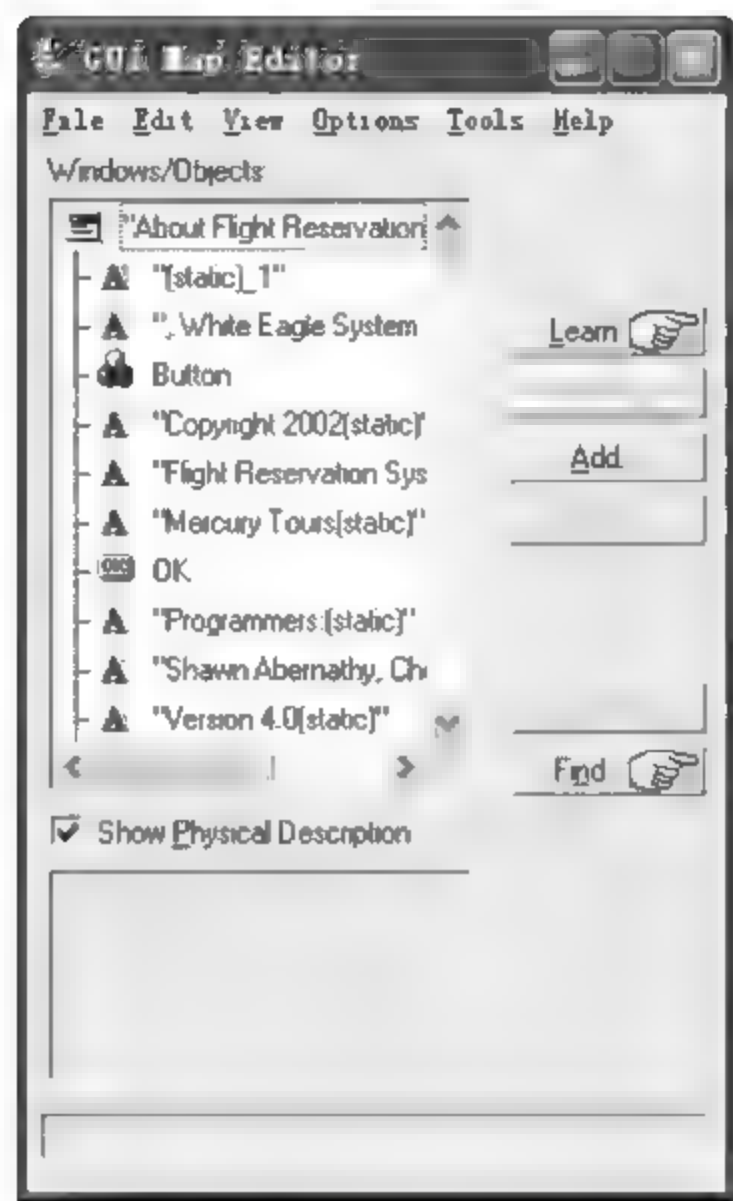 GUI Map Editor
File Edit View Options Tools Help
Windows/Objects
"About Flight Reservation
"[static]_1"
", White Eagle System
Button
"Copyright 2002[static]"
"Flight Reservation Sys
"Mercury Tours[static]"
OK
"Programmers:[static]"
"Shawn Abernathy, Che
"Version 4.0[static]"
Learn
Add
Find
Show Physical Description